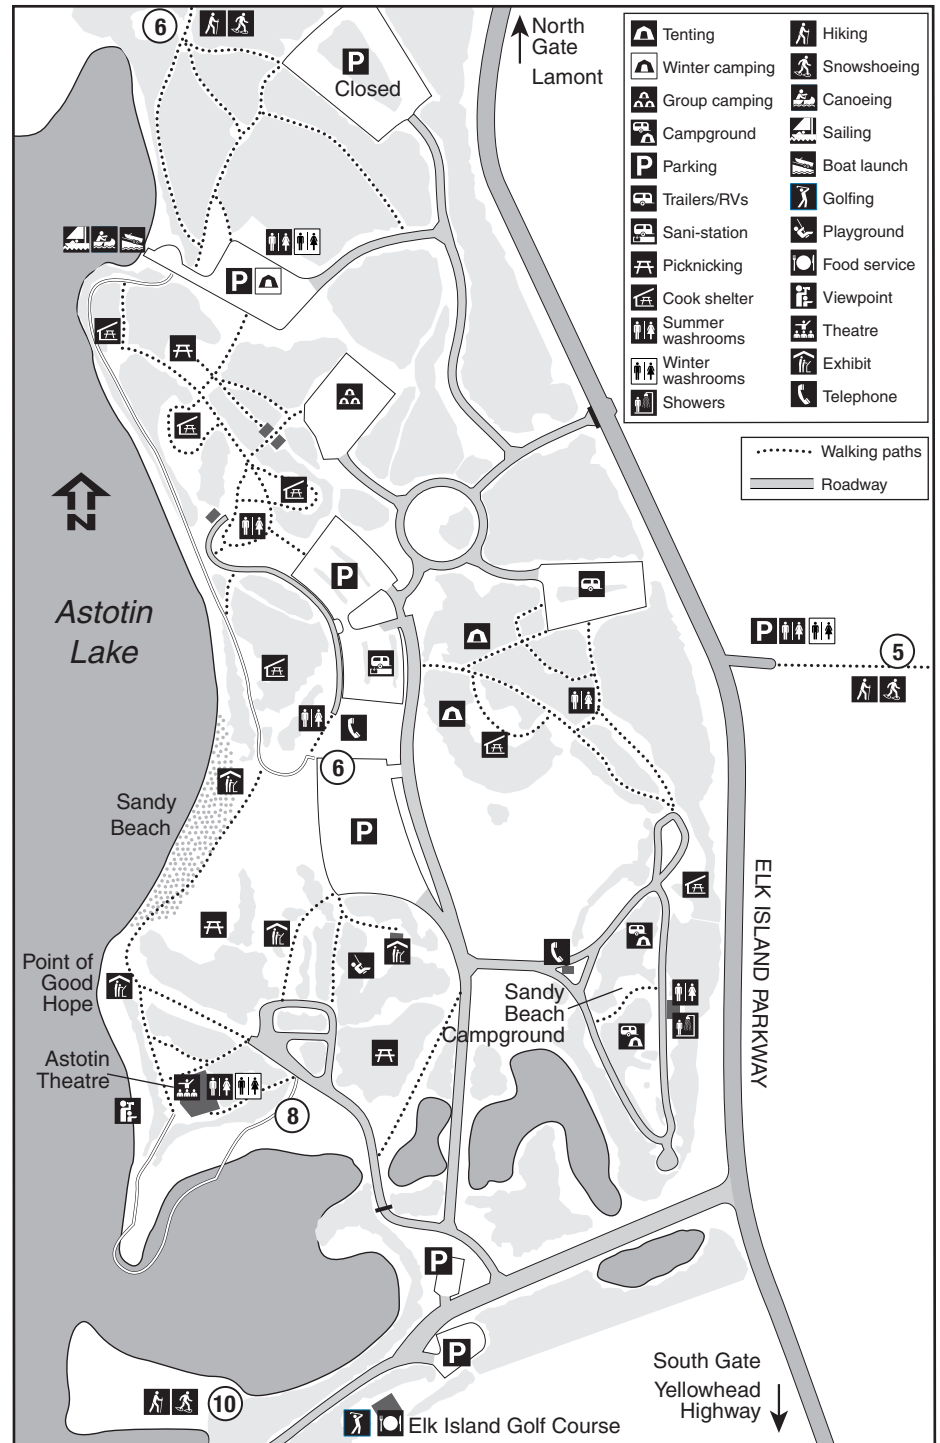 6
P
Closed
North
Gate
Lamont
Tenting
Winter camping
Group camping
Campground
P
Parking
Trailers/RVs
Sani-station
Picknicking
Cook shelter
Summer
washrooms
Winter
washrooms
Showers
Hiking
Snowshoeing
Canoeing
Sailing
Boat launch
Golfing
Playground
Food service
Viewpoint
Theatre
Exhibit
Telephone
Walking paths
Roadway
P
N
P
Astotin
Lake
P
5
6
Sandy
Beach
P
ELK ISLAND PARKWAY
Point of
Good
Hope
Sandy
Beach
Campground
Astotin
Theatre
8
P
P
South Gate
Yellowhead
Highway
10
Elk Island Golf Course